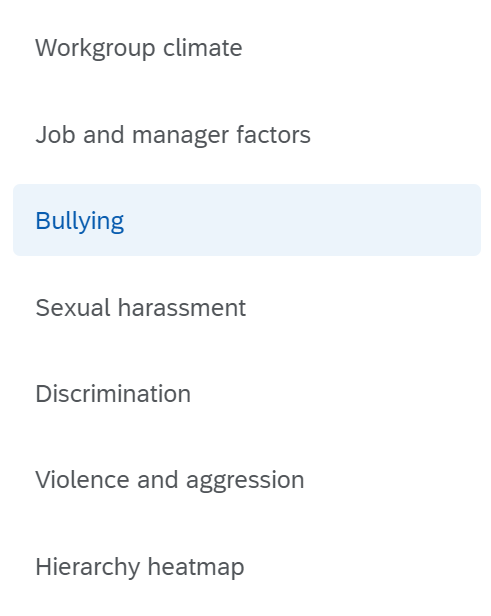 Workgroup climate
Job and manager factors
Bullying
Sexual harassment
Discrimination
Violence and aggression
Hierarchy heatmap